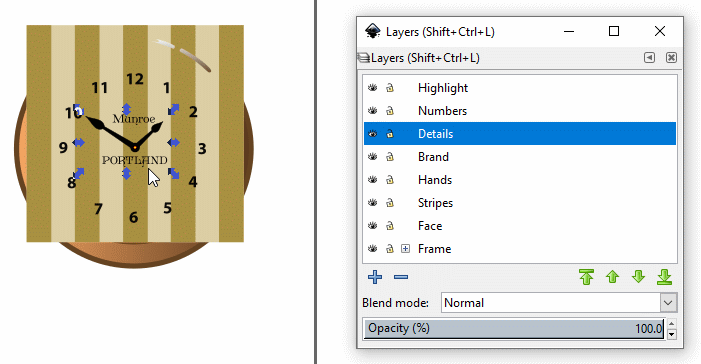 12
11
1
10
2
Munroe
9
3
PORTLAND
8
4
7
5
6
Layers (Shift+Ctrl+L)
Layers (Shift+Ctrl+L)
Highlight
Numbers
Details
Brand
Hands
Stripes
Face
Frame
Blend mode: Normal
Opacity (%) 100.0